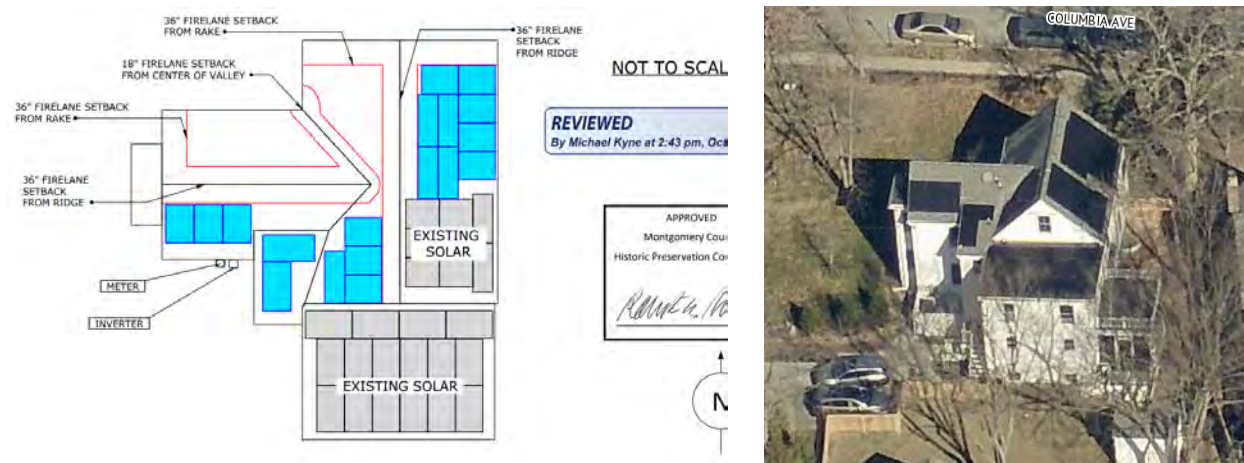 36" FIRELANE SETBACK
FROM RAKE
36" FIRELANE
SETBACK
FROM RIDGE
18" FIRELANE SETBACK
FROM CENTER OF VALLEY
36" FIRELANE SETBACK
FROM RAKE
36" FIRELANE
SETBACK
FROM RIDGE
METER
INVERTER
EXISTING
SOLAR
EXISTING SOLAR
NOT TO SCAL
REVIEWED
By Michael Kyne at 2:43 pm, Oct
APPROVED
Montgomery Cou
Historic Preservation Co
COLUMBIA AVE